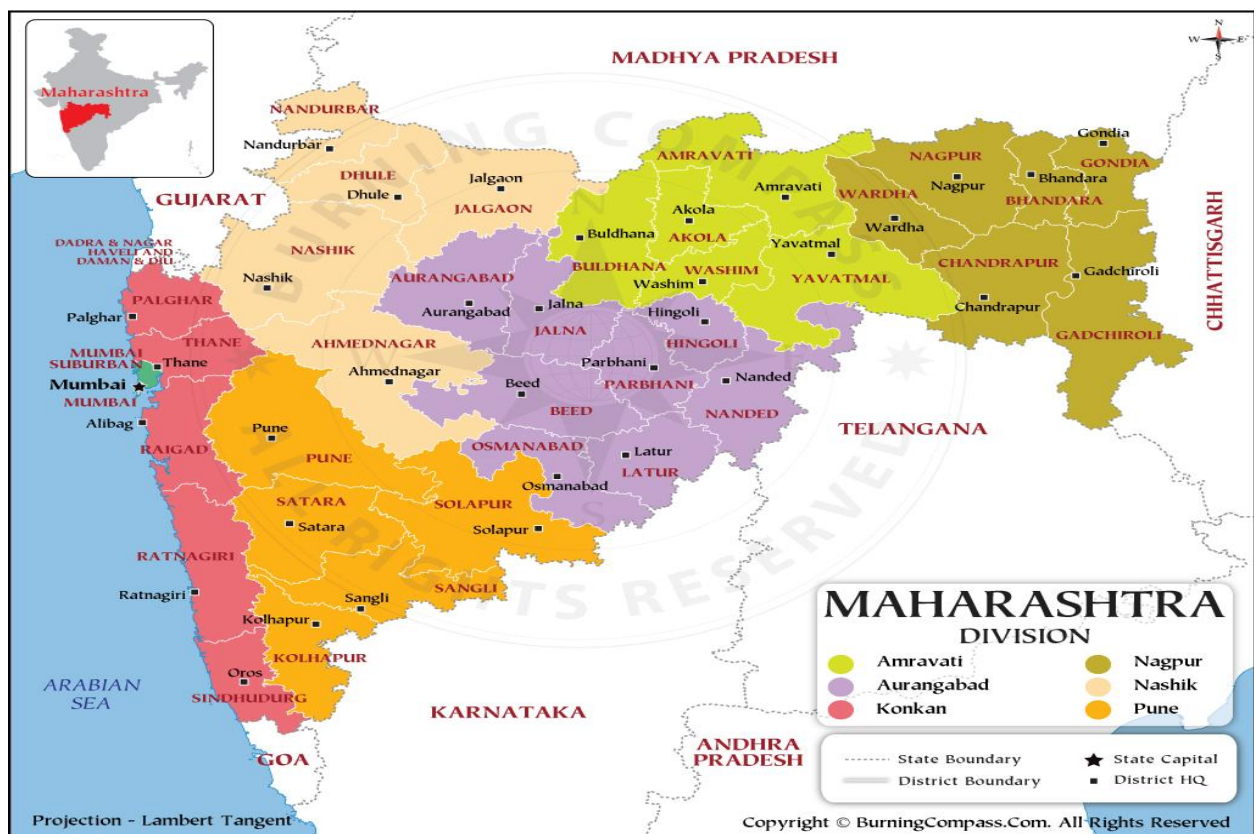 Maharashtra
N
W E
S
MADHYA PRADESH
GUJARAT
CHHATTISGARH
DADRA & NAGAR
HAVELI AND
DAMAN & DIU
NANDURBAR
Nandurbar
DHULE
Dhule
Jalgaon
JALGAON
NASHIK
Nashik
AHMEDNAGAR
Ahmednagar
AMRAVATI
Amravati
Akola
AKOLA
Buldhana
BULDHANA
WASHIM
Washim
Yavatmal
YAVATMAL
NAGPUR
Nagpur
WARDHA
Wardha
Bhandara
BHANDARA
Gondia
GONDIA
CHANDRAPUR
Chandrapur
Gadchiroli
GADCHIROLI
AURANGABAD
Aurangabad
Jalna
JALNA
Hingoli
HINGOLI
Parbhani
PARBHANI
Nanded
NANDED
Beed
BEED
OSMANABAD
Osmanabad
Latur
LATUR
PALGHAR
Palghar
THANE
Thane
MUMBAI
SUBURBAN
Mumbai
MUMBAI
Alibag
RAIGAD
Pune
PUNE
SATARA
Satara
SOLAPUR
Solapur
RATNAGIRI
Ratnagiri
SANGLI
Sangli
Kolhapur
KOLHAPUR
Oros
SINDHUDURG
ARABIAN
SEA
GOA
KARNATAKA
TELANGANA
ANDHRA
PRADESH
BURNING COMPASS
ALL RIGHTS RESERVED
N
W
S
MAHARASHTRA
DIVISION
Amravati Nagpur
Aurangabad Nashik
Konkan Pune
State Boundary State Capital
District Boundary District HQ
Projection - Lambert Tangent
Copyright © BurningCompass.Com. All Rights Reserved